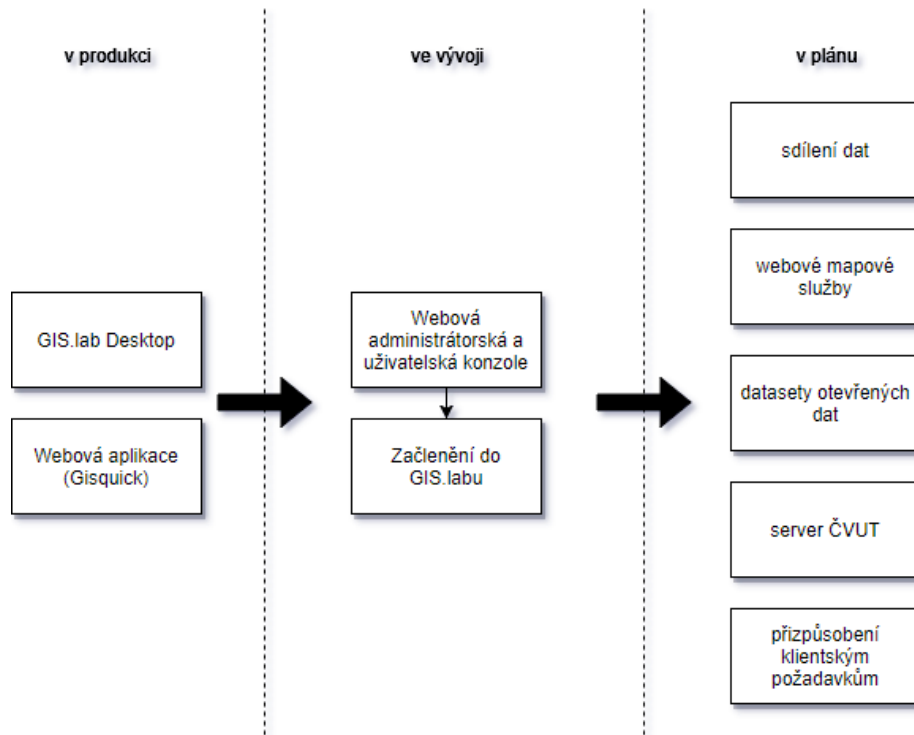 v produkci
GIS.lab Desktop
Webová aplikace
(Gisquick)
ve vývoji
Webová
administrátorská a
uživatelská konzole
Začlenění do
GIS.labu
v plánu
sdílení dat
webové mapové
služby
datasety otevřených
dat
server ČVUT
přizpůsobení
klientským
požadavkům